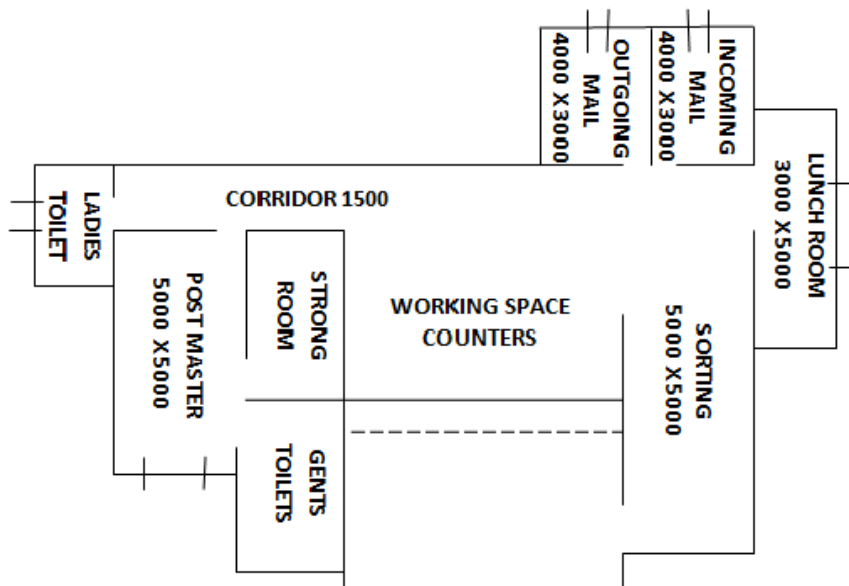 OUTGOING
MAIL
4000 X3000
INCOMING
MAIL
4000 X3000
LUNCH ROOM
3000 X5000
LADIES
TOILET
CORRIDOR 1500
POST MASTER
5000 X5000
STRONG
ROOM
WORKING SPACE
COUNTERS
SORTING
5000 X5000
GENTS
TOILETS